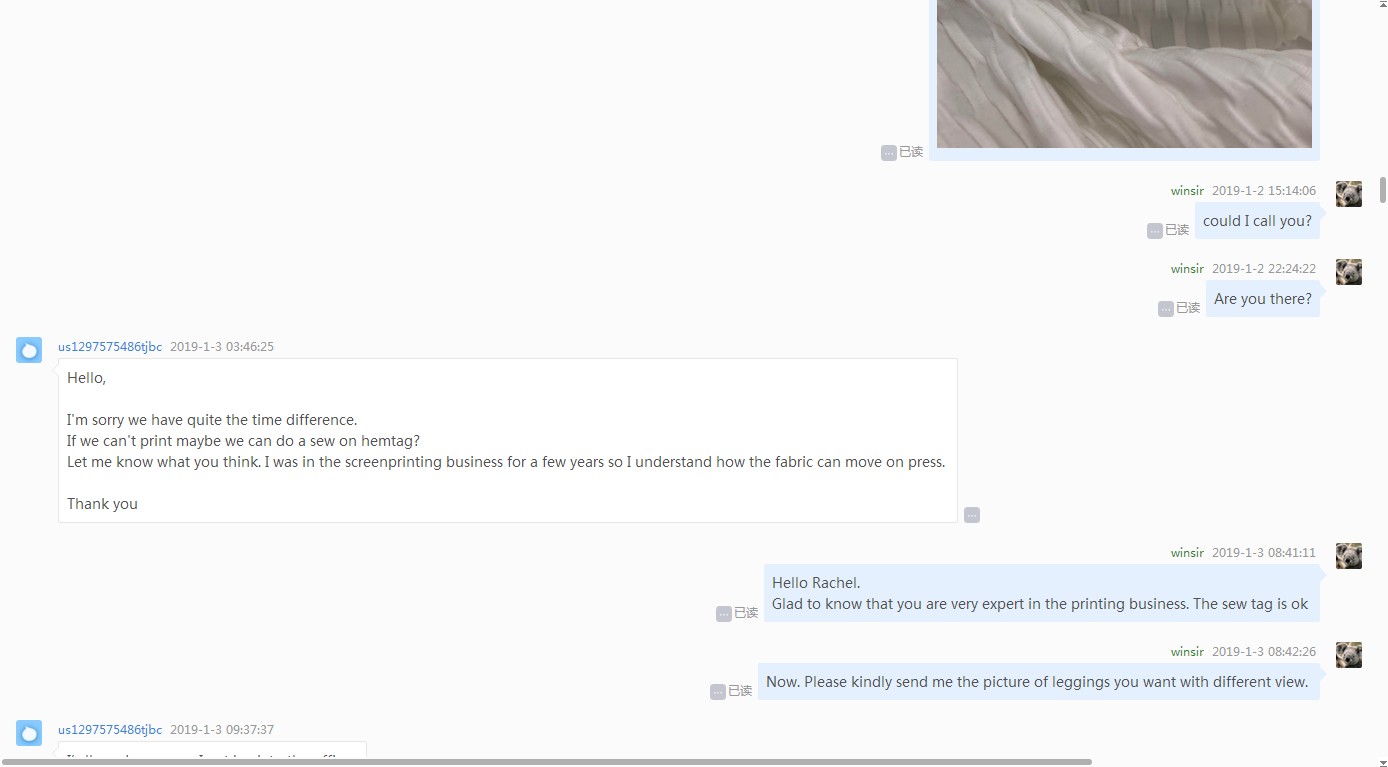 已读
winsir 2019-1-2 15:14:06
could I call you?
已读
winsir 2019-1-2 22:24:22
Are you there?
已读
us1297575486tjbc 2019-1-3 03:46:25
Hello,
I'm sorry we have quite the time difference.
If we can't print maybe we can do a sew on hemtag?
Let me know what you think. I was in the screenprinting business for a few years so I understand how the fabric can move on press.
Thank you
winsir 2019-1-3 08:41:11
Hello Rachel.
Glad to know that you are very expert in the printing business. The sew tag is ok
已读
winsir 2019-1-3 08:42:26
Now. Please kindly send me the picture of leggings you want with different view.
已读
us1297575486tjbc 2019-1-3 09:37:37